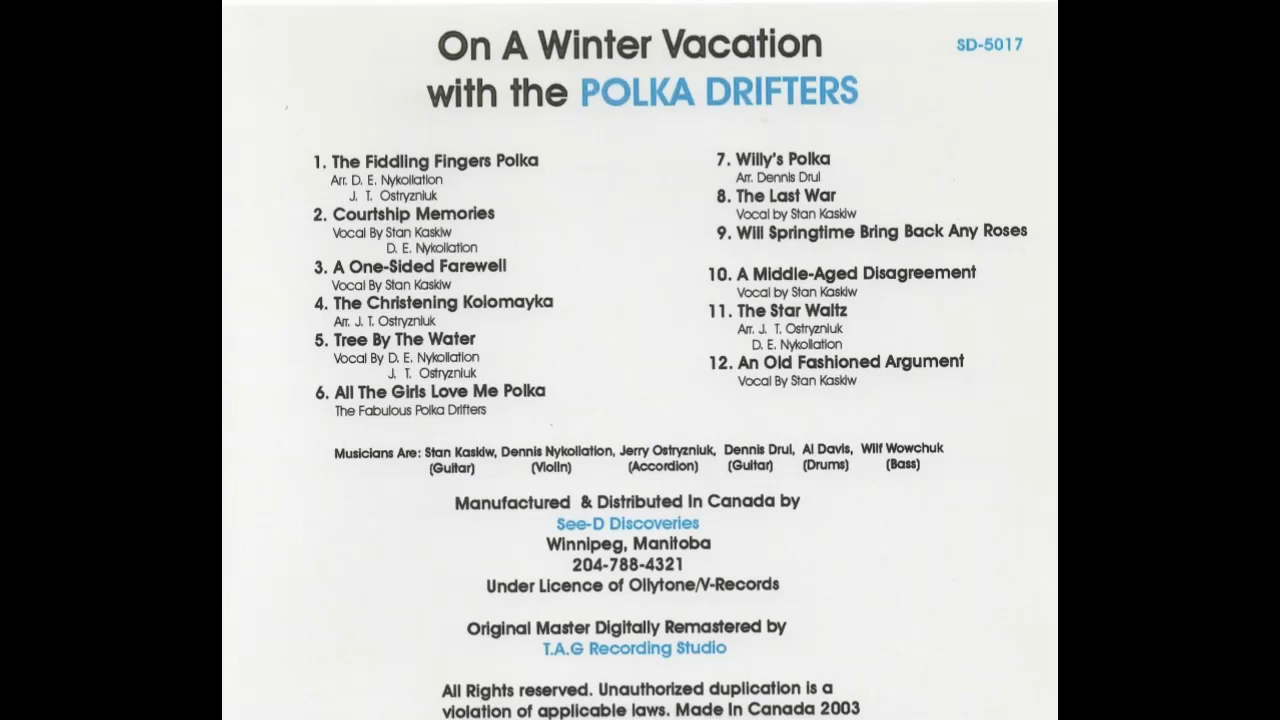 On A Winter Vacation
with the POLKA DRIFTERS
SD-5017
1. The Fiddling Fingers Polka
Arr. D. E. Nykollation
J. T. Ostryzniuk
2. Courtship Memories
Vocal By Stan Kaskiw
D. E. Nykollation
3. A One-Sided Farewell
Vocal By Stan Kaskiw
4. The Christening Kolomayka
Arr. J. T. Ostryzniuk
5. Tree By The Water
Vocal By D. E. Nykollation
J. T. Ostryzniuk
6. All The Girls Love Me Polka
The Fabulous Polka Drifters
7. Willy's Polka
Arr. Dennis Drul
8. The Last War
Vocal by Stan Kaskiw
9. Will Springtime Bring Back Any Roses
10. A Middle-Aged Disagreement
Vocal by Stan Kaskiw
11. The Star Waltz
Arr. J. T. Ostryzniuk
D. E. Nykollation
12. An Old Fashioned Argument
Vocal By Stan Kaskiw
Musicians Are: Stan Kaskiw, Dennis Nykollation, Jerry Ostryzniuk, Dennis Drul, Al Davis, Wilf Wowchuk
(Guitar) (Violin) (Accordion) (Guitar) (Drums) (Bass)
Manufactured & Distributed In Canada by
See-D Discoveries
Winnipeg, Manitoba
204-788-4321
Under Licence of Ollytone/V-Records
Original Master Digitally Remastered by
T.A.G Recording Studio
All Rights reserved. Unauthorized duplication is a
violation of applicable laws. Made In Canada 2003